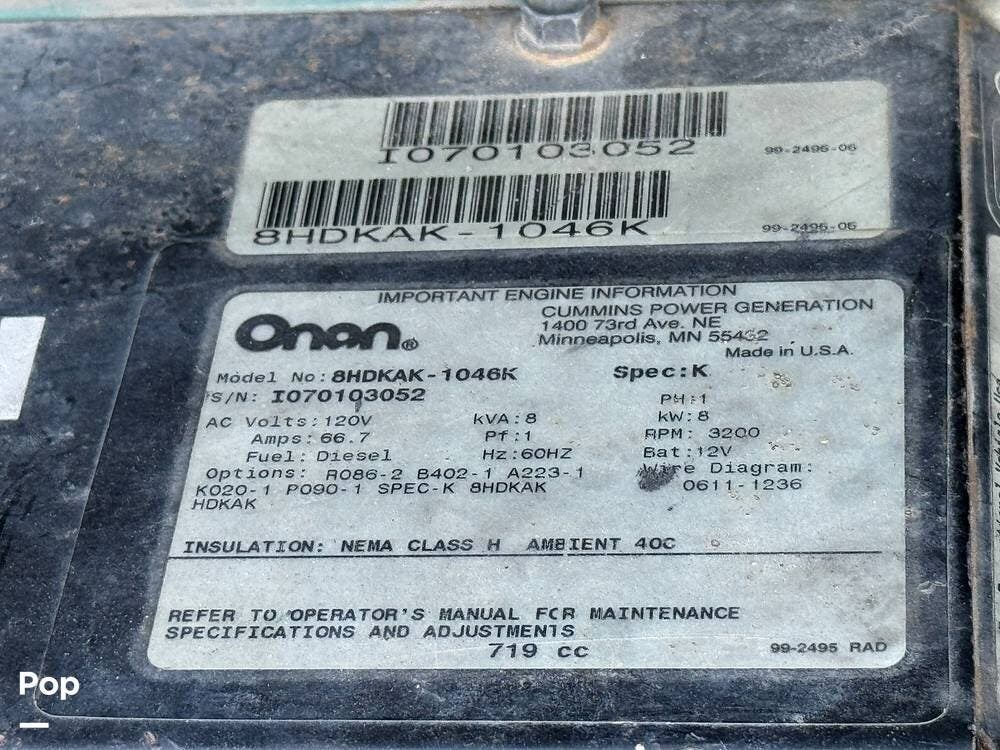 I070103052
99-2496-06
8HDKAK-1046K
99-2496-05
IMPORTANT ENGINE INFORMATION
Onan®
CUMMINS POWER GENERATION
1400 73rd Ave. NE
Minneapolis, MN 55432
Made in U.S.A.
Model No:8HDKAK-1046K Spec:K
S/N: I070103052 PH:1
AC Volts:120V kVA:8 kW:8
Amps:66.7 Pf:1 RPM: 3200
Fuel: Diesel Hz:60HZ Bat:12V
Options: R086-2 B402-1 A223-1 Wire Diagram:
K020-1 P090-1 SPEC-K 8HDKAK 0611-1236
HDKAK
INSULATION: NEMA CLASS H AMBIENT 40C
REFER TO OPERATOR'S MANUAL FOR MAINTENANCE
SPECIFICATIONS AND ADJUSTMENTS
719 cc
99-2495 RAD
Pop